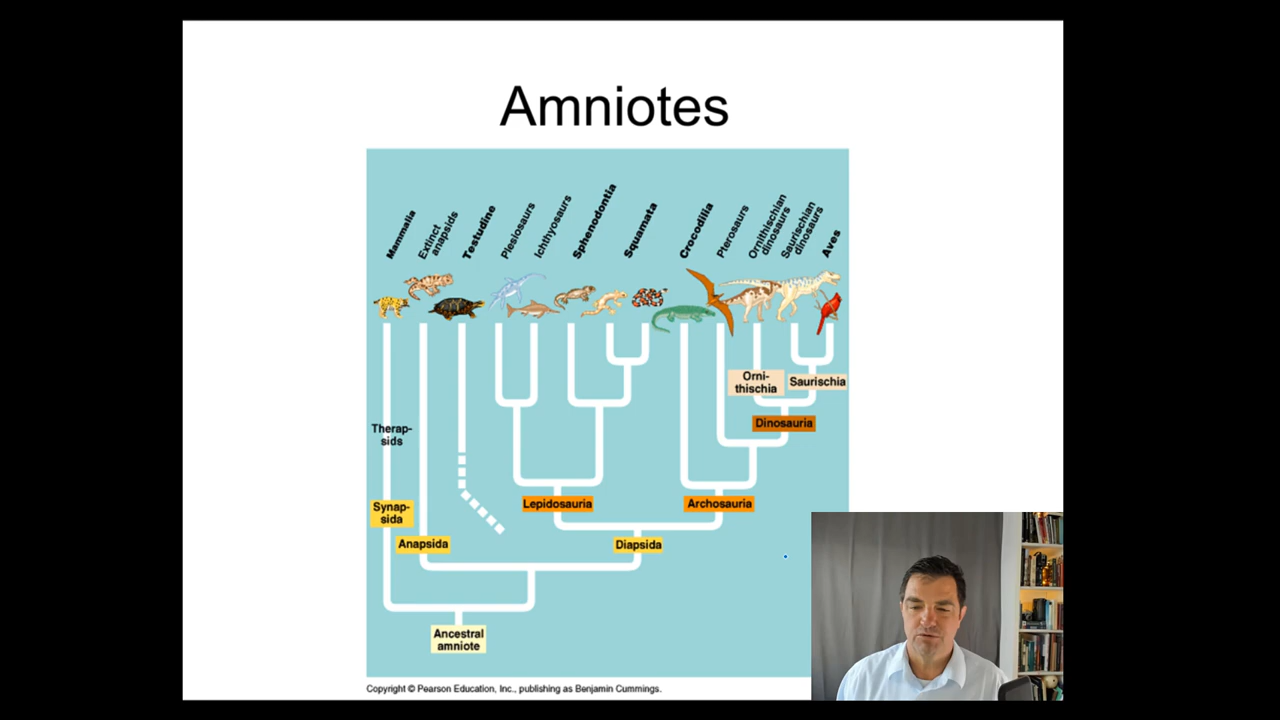 Amniotes
Mammalia
Extinct
anapsids
Testudine
Plesiosaurs
Ichthyosaurs
Sphenodontia
Squamata
Crocodilia
Pterosaurs
Ornithischian
dinosaurs
Saurischian
dinosaurs
Aves
Orni-
thischia
Saurischia
Dinosauria
Therap-
sids
Synap-
sida
Lepidosauria
Archosauria
Anapsida
Diapsida
Ancestral
amniote
Copyright © Pearson Education, Inc., publishing as Benjamin Cummings.